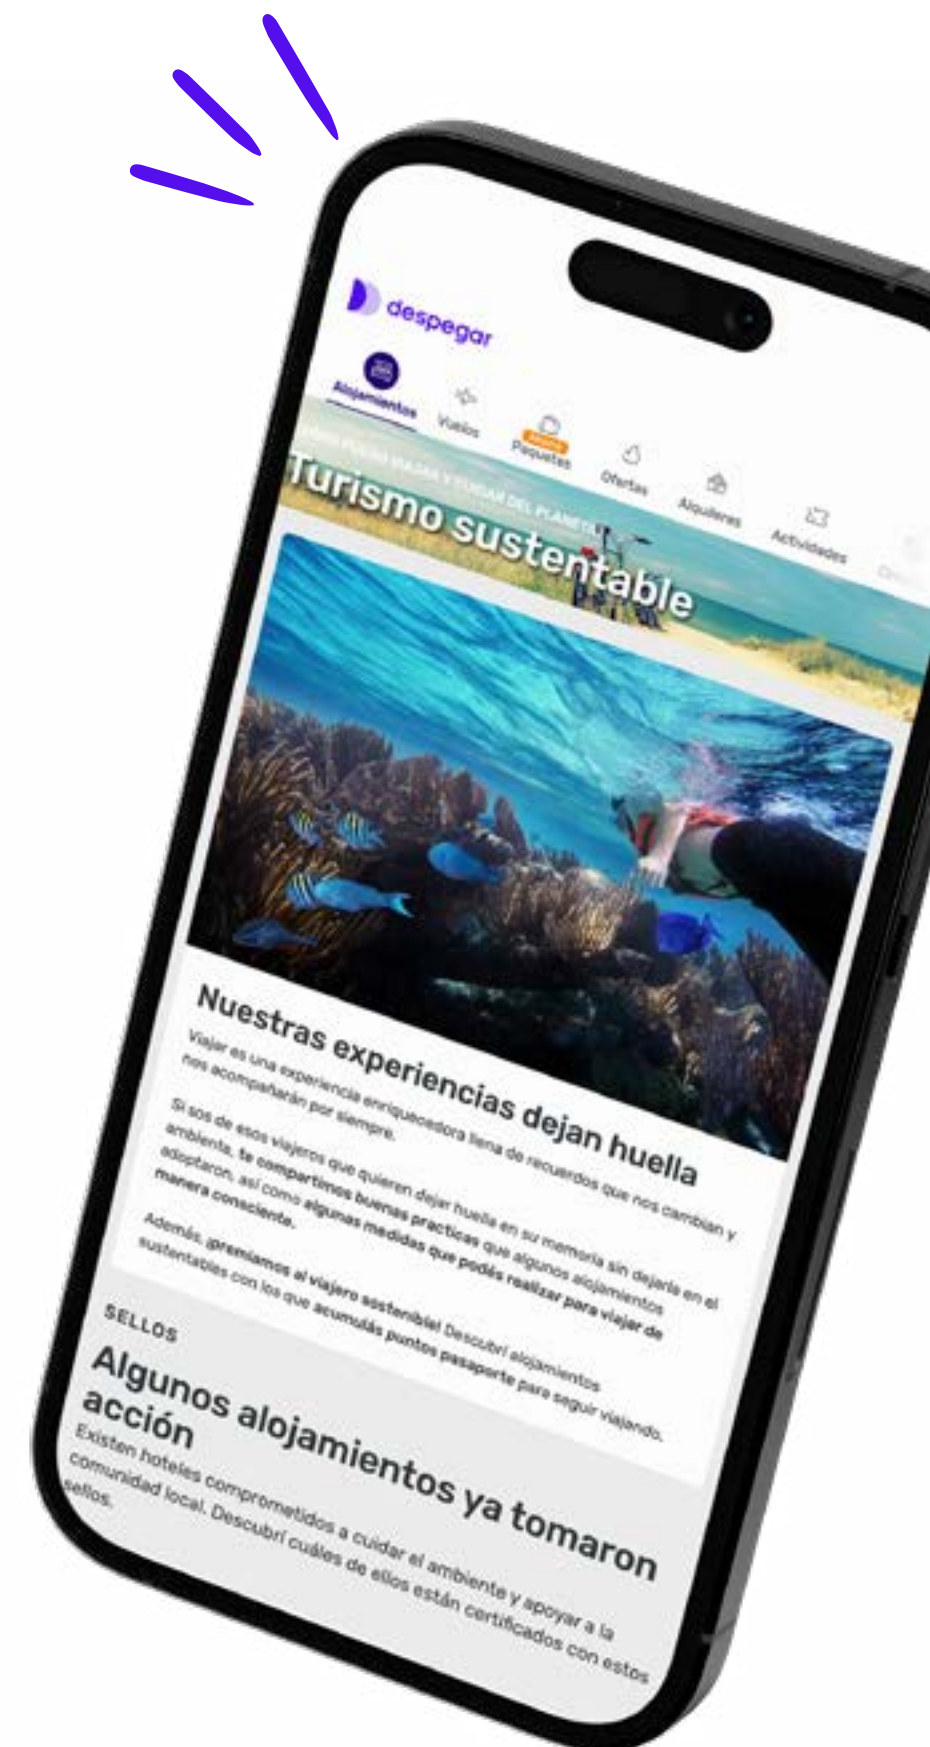 despegar
Alojamientos
Vuelos
Paquetes
Ofertas
Alquileres
Actividades
VIAJAR Y CUIDAR DEL PLANETA
Turismo sustentable
Nuestras experiencias dejan huella
Viajar es una experiencia enriquecedora llena de recuerdos que nos cambian y
nos acompañarán por siempre.
Si sos de esos viajeros que quieren dejar huella en su memoria sin dejarla en el
ambiente, te compartimos buenas practicas que algunos alojamientos
adoptaron, así como algunas medidas que podés realizar para viajar de
manera consciente.
Además, ¡premiamos al viajero sostenible! Descubrí alojamientos
sustentables con los que acumulás puntos pasaporte para seguir viajando.
SELLOS
Algunos alojamientos ya tomaron
acción
Existen hoteles comprometidos a cuidar el ambiente y apoyar a la
comunidad local. Descubrí cuáles de ellos están certificados con estos
sellos.